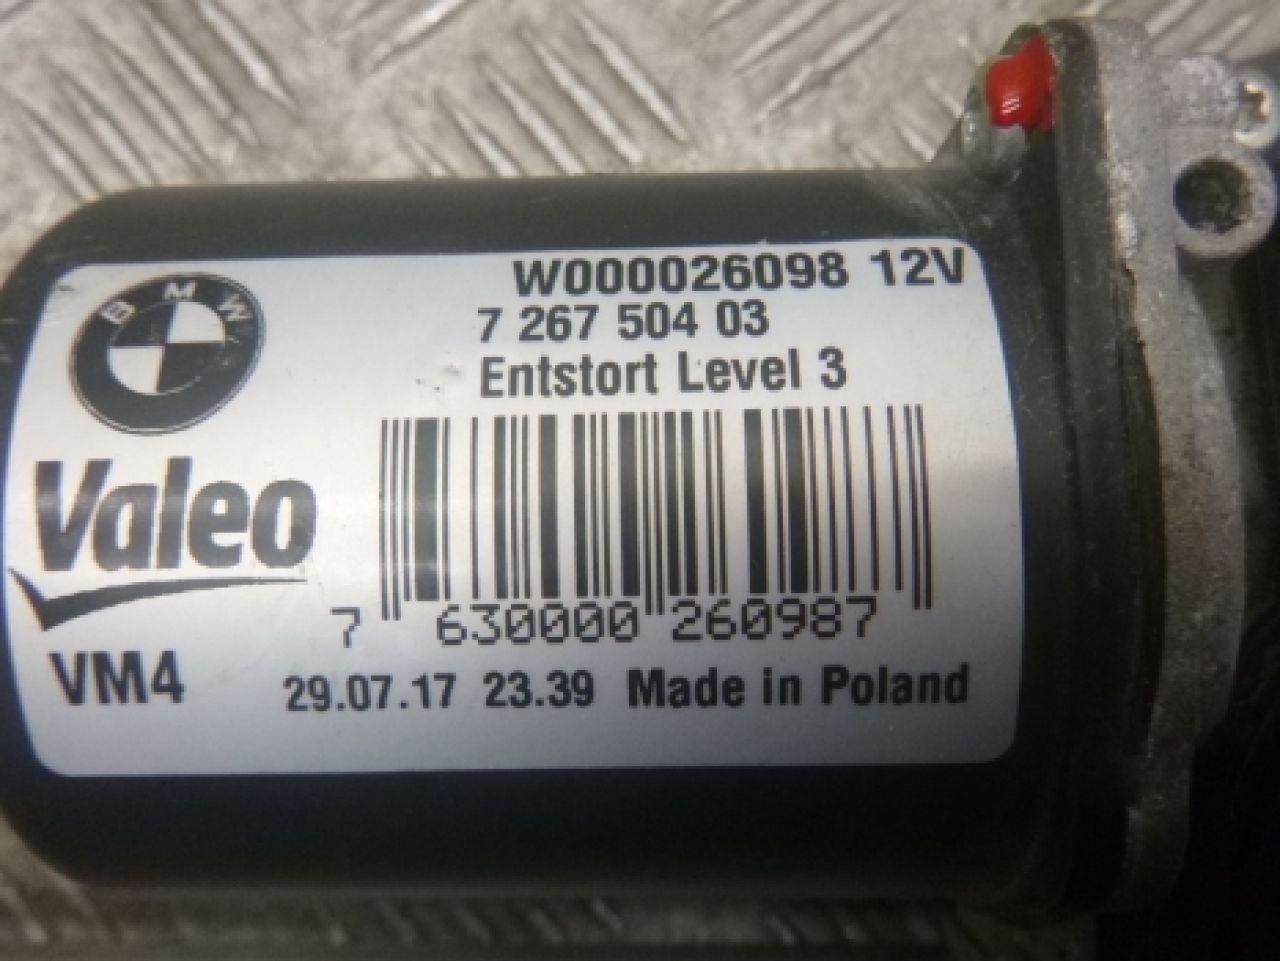 BMW
W000026098 12V
7 267 504 03
Entstort Level 3
Valeo
7 630000 260987
VM4
29.07.17 23.39 Made in Poland